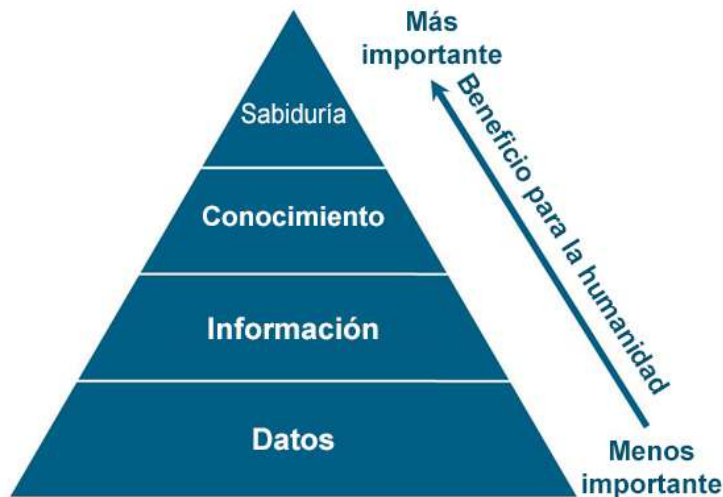 Más
importante
Sabiduría
Beneficio para la humanidad
Conocimiento
Información
Datos
Menos
importante